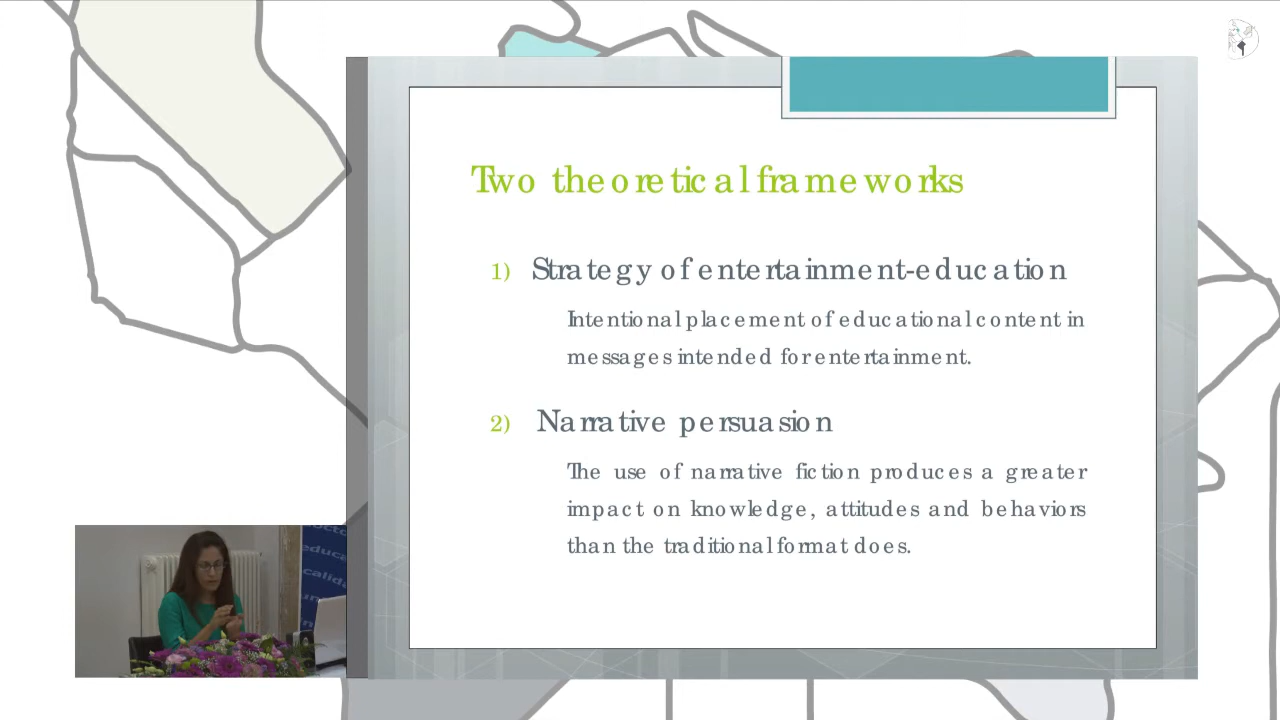 Two theoretical frameworks
1) Strategy of entertainment-education
Intentional placement of educational content in
messages intended for entertainment.
2) Narrative persuasion
The use of narrative fiction produces a greater
impact on knowledge, attitudes and behaviors
than the traditional format does.
educa
calida